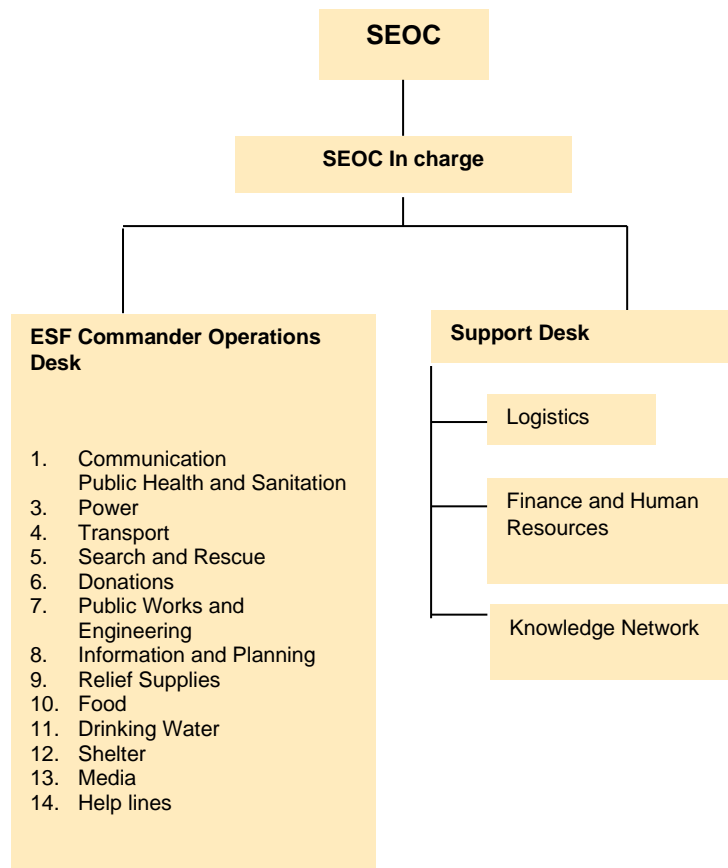 SEOC
SEOC In charge
ESF Commander Operations
Desk
1. Communication
Public Health and Sanitation
3. Power
4. Transport
5. Search and Rescue
6. Donations
7. Public Works and
Engineering
8. Information and Planning
9. Relief Supplies
10. Food
11. Drinking Water
12. Shelter
13. Media
14. Help lines
Support Desk
Logistics
Finance and Human
Resources
Knowledge Network